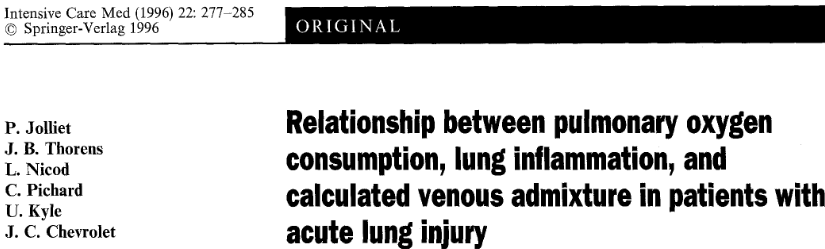 Intensive Care Med (1996) 22: 277–285
© Springer-Verlag 1996
ORIGINAL
P. Jolliet
J. B. Thorens
L. Nicod
C. Pichard
U. Kyle
J. C. Chevrolet
Relationship between pulmonary oxygen
consumption, lung inflammation, and
calculated venous admixture in patients with
acute lung injury